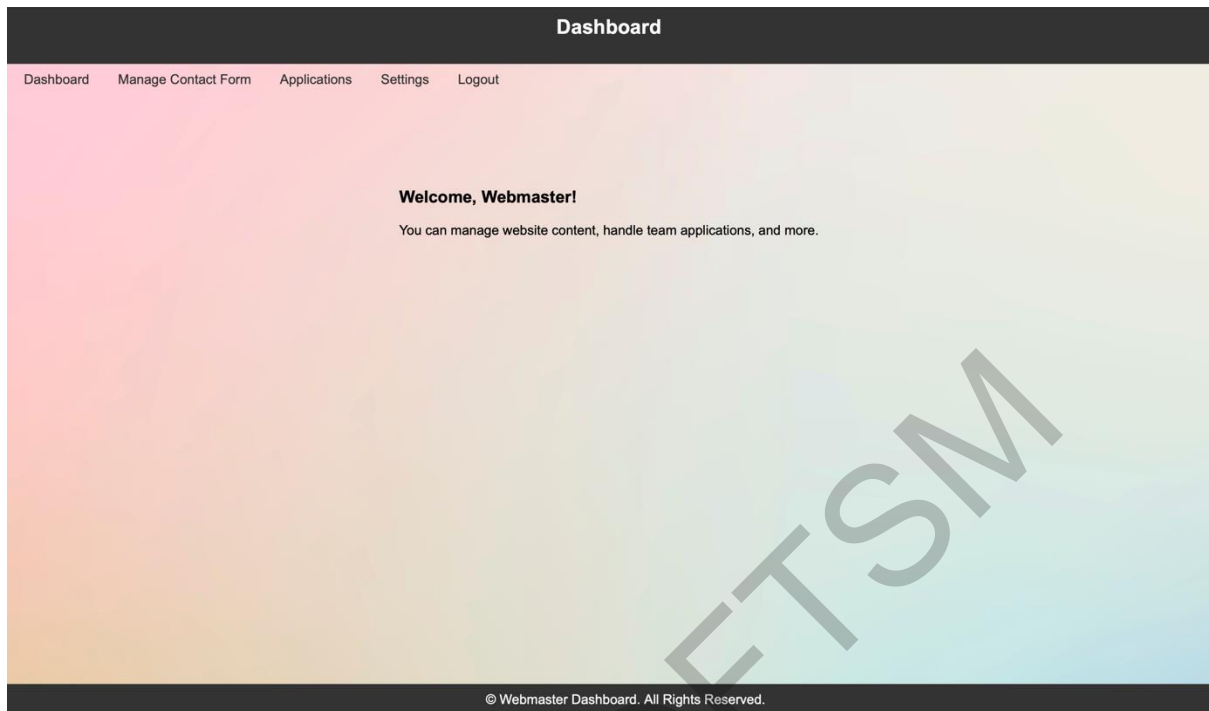 Dashboard
Dashboard Manage Contact Form Applications Settings Logout
Welcome, Webmaster!
You can manage website content, handle team applications, and more.
FTSM
© Webmaster Dashboard. All Rights Reserved.